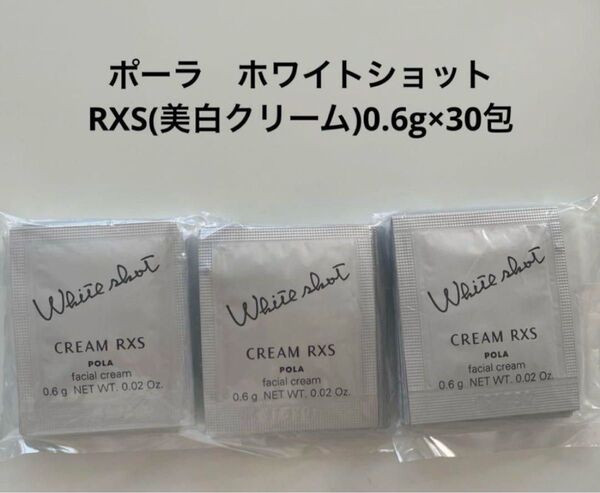 ポーラ　ホワイトショット
RXS(美白クリーム)0.6g×30包
White shot
CREAM RXS
POLA
facial cream
0.6 g NET WT. 0.02 Oz.
White shot
CREAM RXS
POLA
facial cream
0.6 g NET WT. 0.02 Oz.
White shot
CREAM RXS
POLA
facial cream
0.6 g NET WT. 0.02 Oz.